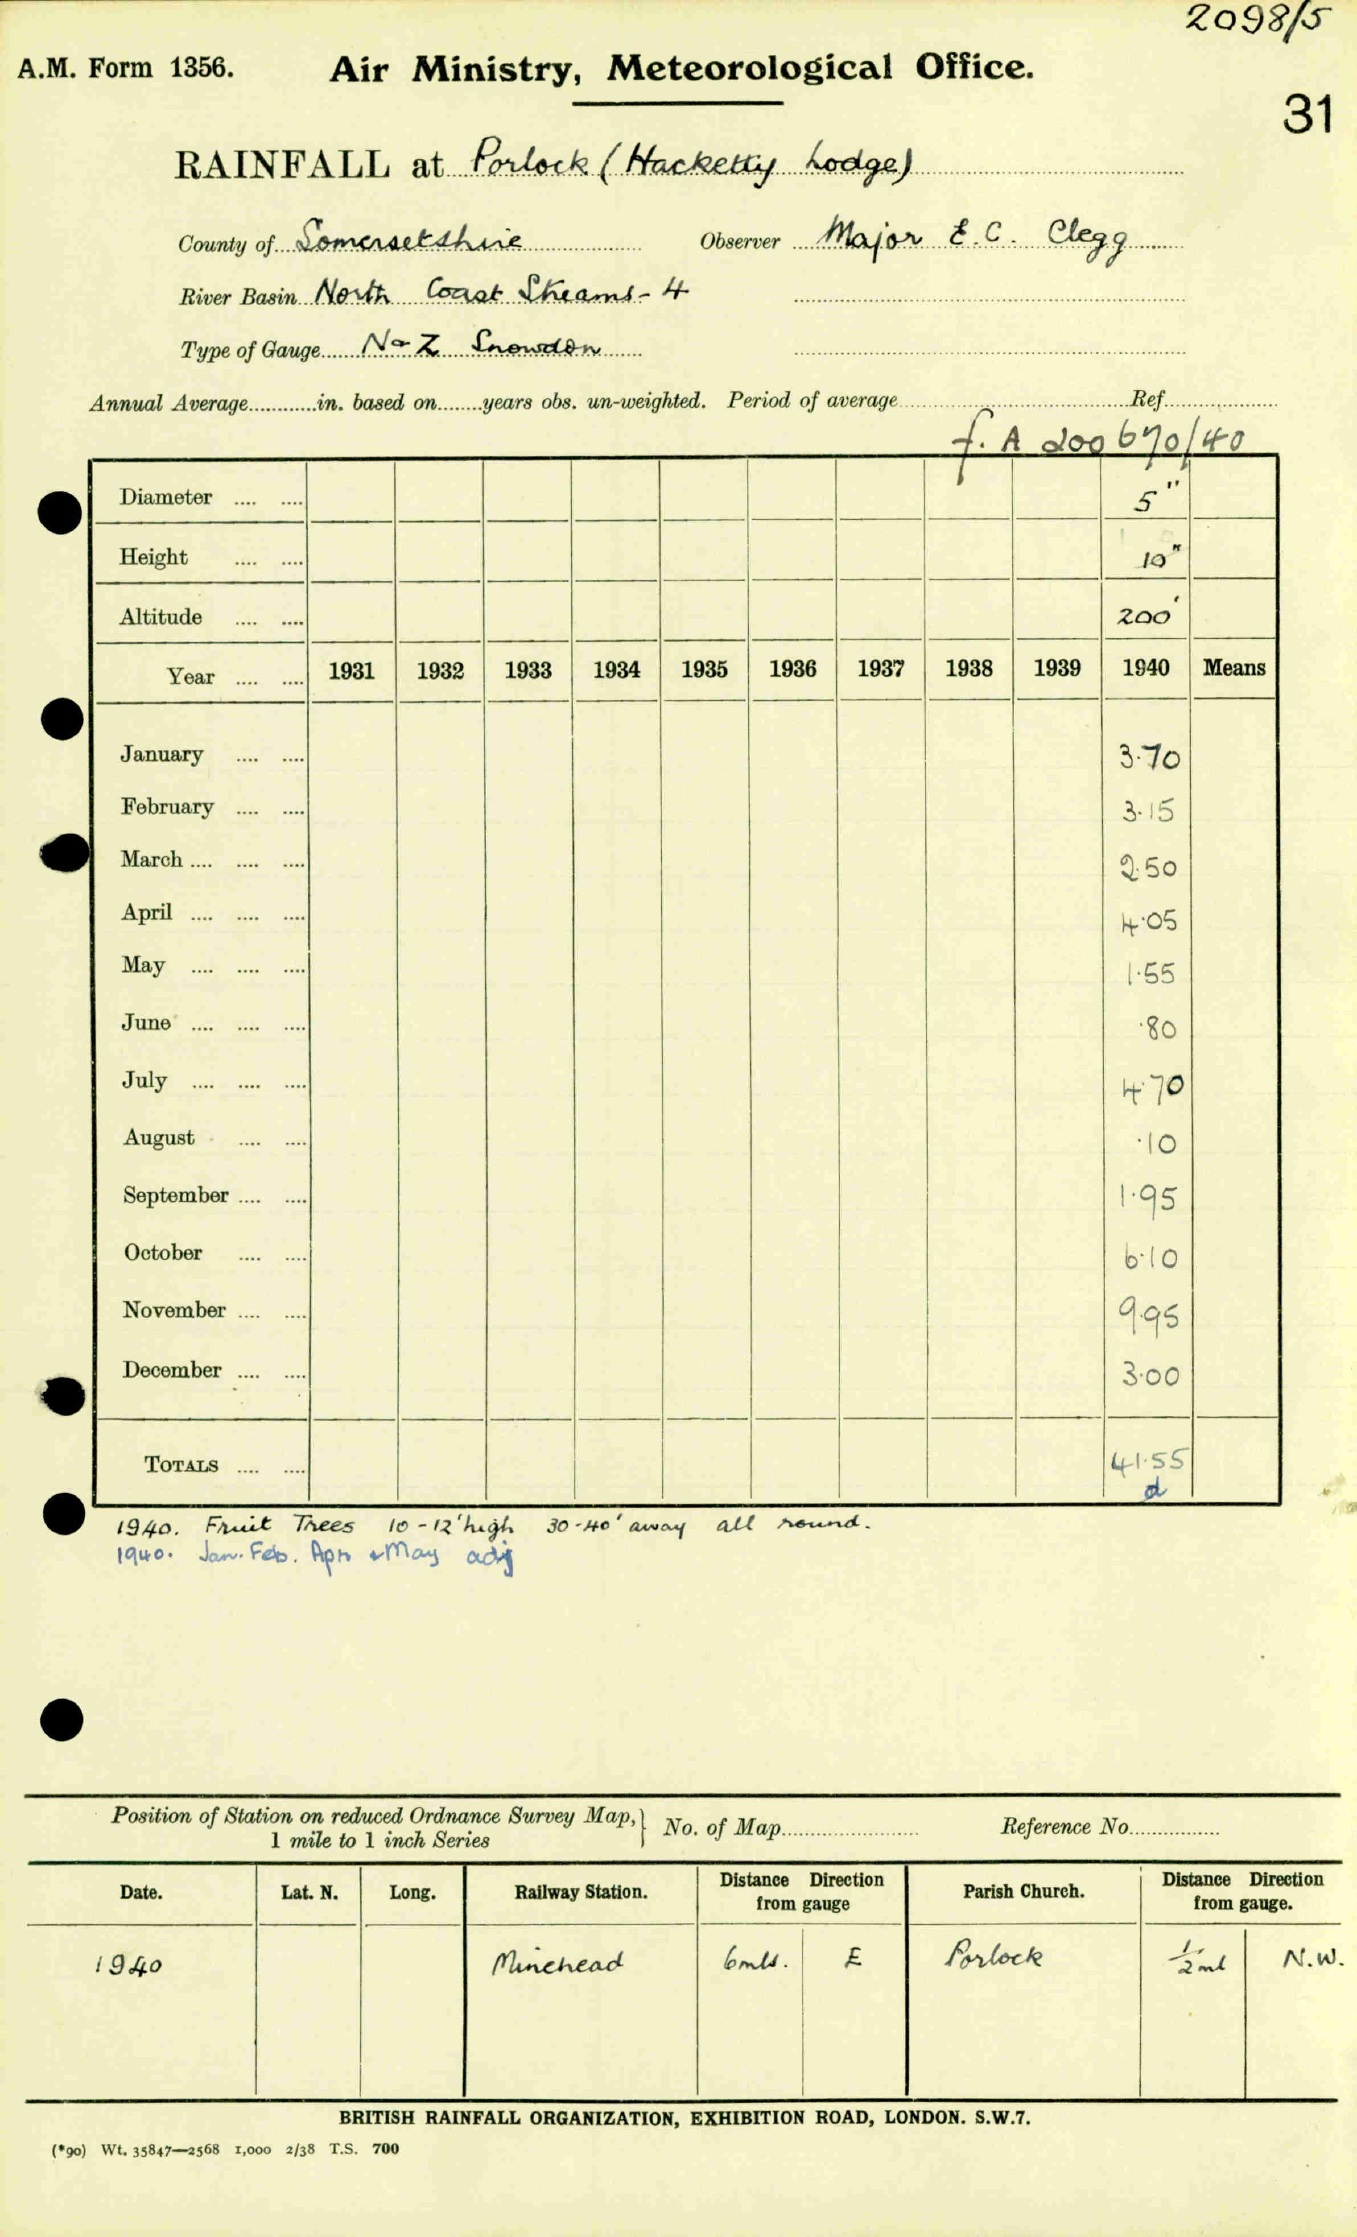 2098/5
A.M. Form 1356. Air Ministry, Meteorological Office.
31
RAINFALL at Porlock (Hacketty Lodge)
County of Somersetshire Observer Major E.C. Clegg
River Basin North Coast Streams - 4
Type of Gauge Snowdon
Annual Average............in. based on........years obs. un-weighted. Period of average Ref.
f. A 200670/40
Diameter .... .... 5"
Height .... .... 10"
Altitude .... .... 200'
Year .... .... 1931 1932 1933 1934 1935 1936 1937 1938 1939 1940 Means
January .... .... 3.70
February .... .... 3.15
March .... .... .... 2.50
April .... .... .... 4.05
May .... .... .... 1.55
June .... .... .... .80
July .... .... .... 4.70
August .... .... .10
September .... .... 1.95
October .... .... 6.10
November .... .... 9.95
December .... .... 3.00
TOTALS .... .... 41.55
d
1940. Fruit Trees 10-12' high 30-40' away all round.
1940. Jan. Feb. Apr & May adj
Position of Station on reduced Ordnance Survey Map, } No. of Map Reference No.
1 mile to 1 inch Series
Date. Lat. N. Long. Railway Station. Distance Direction from gauge Parish Church. Distance Direction from gauge.
1940 Minehead 6 mls. E Porlock 1/2 ml N.W.
BRITISH RAINFALL ORGANIZATION, EXHIBITION ROAD, LONDON. S.W.7.
(*90) Wt. 35847—2568 1,000 2/38 T.S. 700